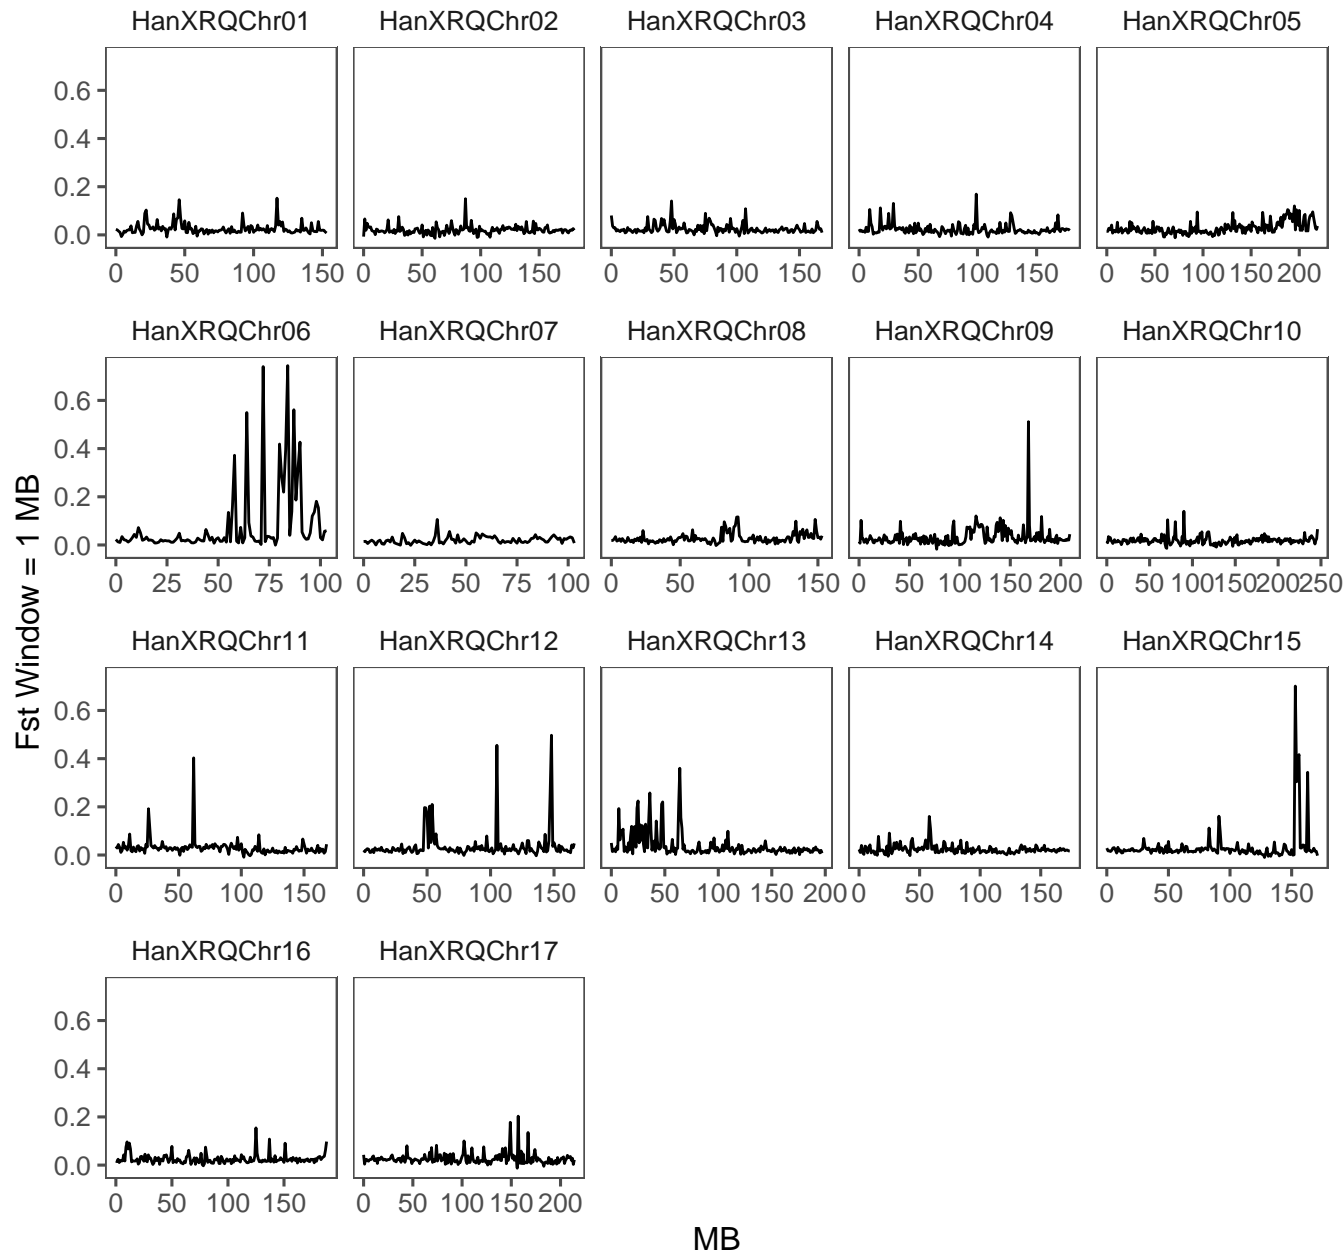 HanXRQChr01 HanXRQChr02 HanXRQChr03 HanXRQChr04 HanXRQChr05
0.6
0.4
0.2
0.0
0 50 100 150 0 50 100 150 0 50 100 150 0 50 100 150 0 50 100 150 200
HanXRQChr06 HanXRQChr07 HanXRQChr08 HanXRQChr09 HanXRQChr10
0.6
0.4
0.2
0.0
0 25 50 75 100 0 25 50 75 100 0 50 100 150 0 50 100 150 200 0 50 100 150 200 250
Fst Window = 1 MB
HanXRQChr11 HanXRQChr12 HanXRQChr13 HanXRQChr14 HanXRQChr15
0.6
0.4
0.2
0.0
0 50 100 150 0 50 100 150 0 50 100 150 200 0 50 100 150 0 50 100 150
HanXRQChr16 HanXRQChr17
0.6
0.4
0.2
0.0
0 50 100 150 0 50 100 150 200
MB